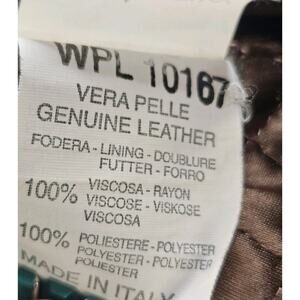 WPL 10167
VERA PELLE
GENUINE LEATHER
FODERA - LINING - DOUBLURE
FUTTER - FORRO
100% VISCOSA - RAYON
VISCOSE - VISKOSE
VISCOSA
100% POLIESTERE - POLYESTER
POLYESTER - POLYESTER
POLIESTER
MADE IN ITALY